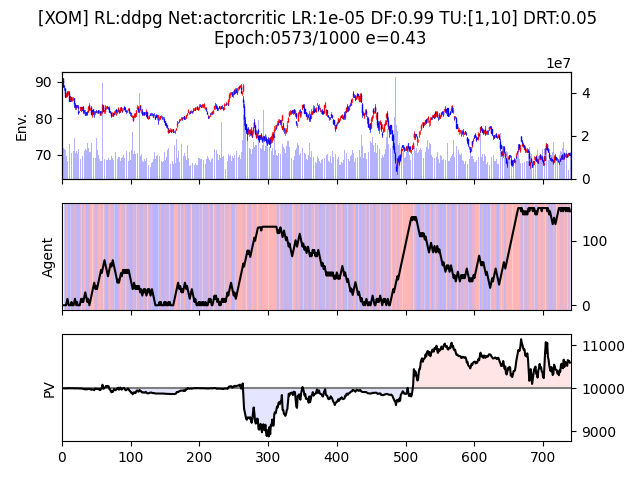 [XOM] RL:ddpg Net:actorcritic LR:1e-05 DF:0.99 TU:[1,10] DRT:0.05
Epoch:0573/1000 e=0.43
1e7
90
80
70
Env.
4
2
0
Agent
100
0
PV
11000
10000
9000
0 100 200 300 400 500 600 700